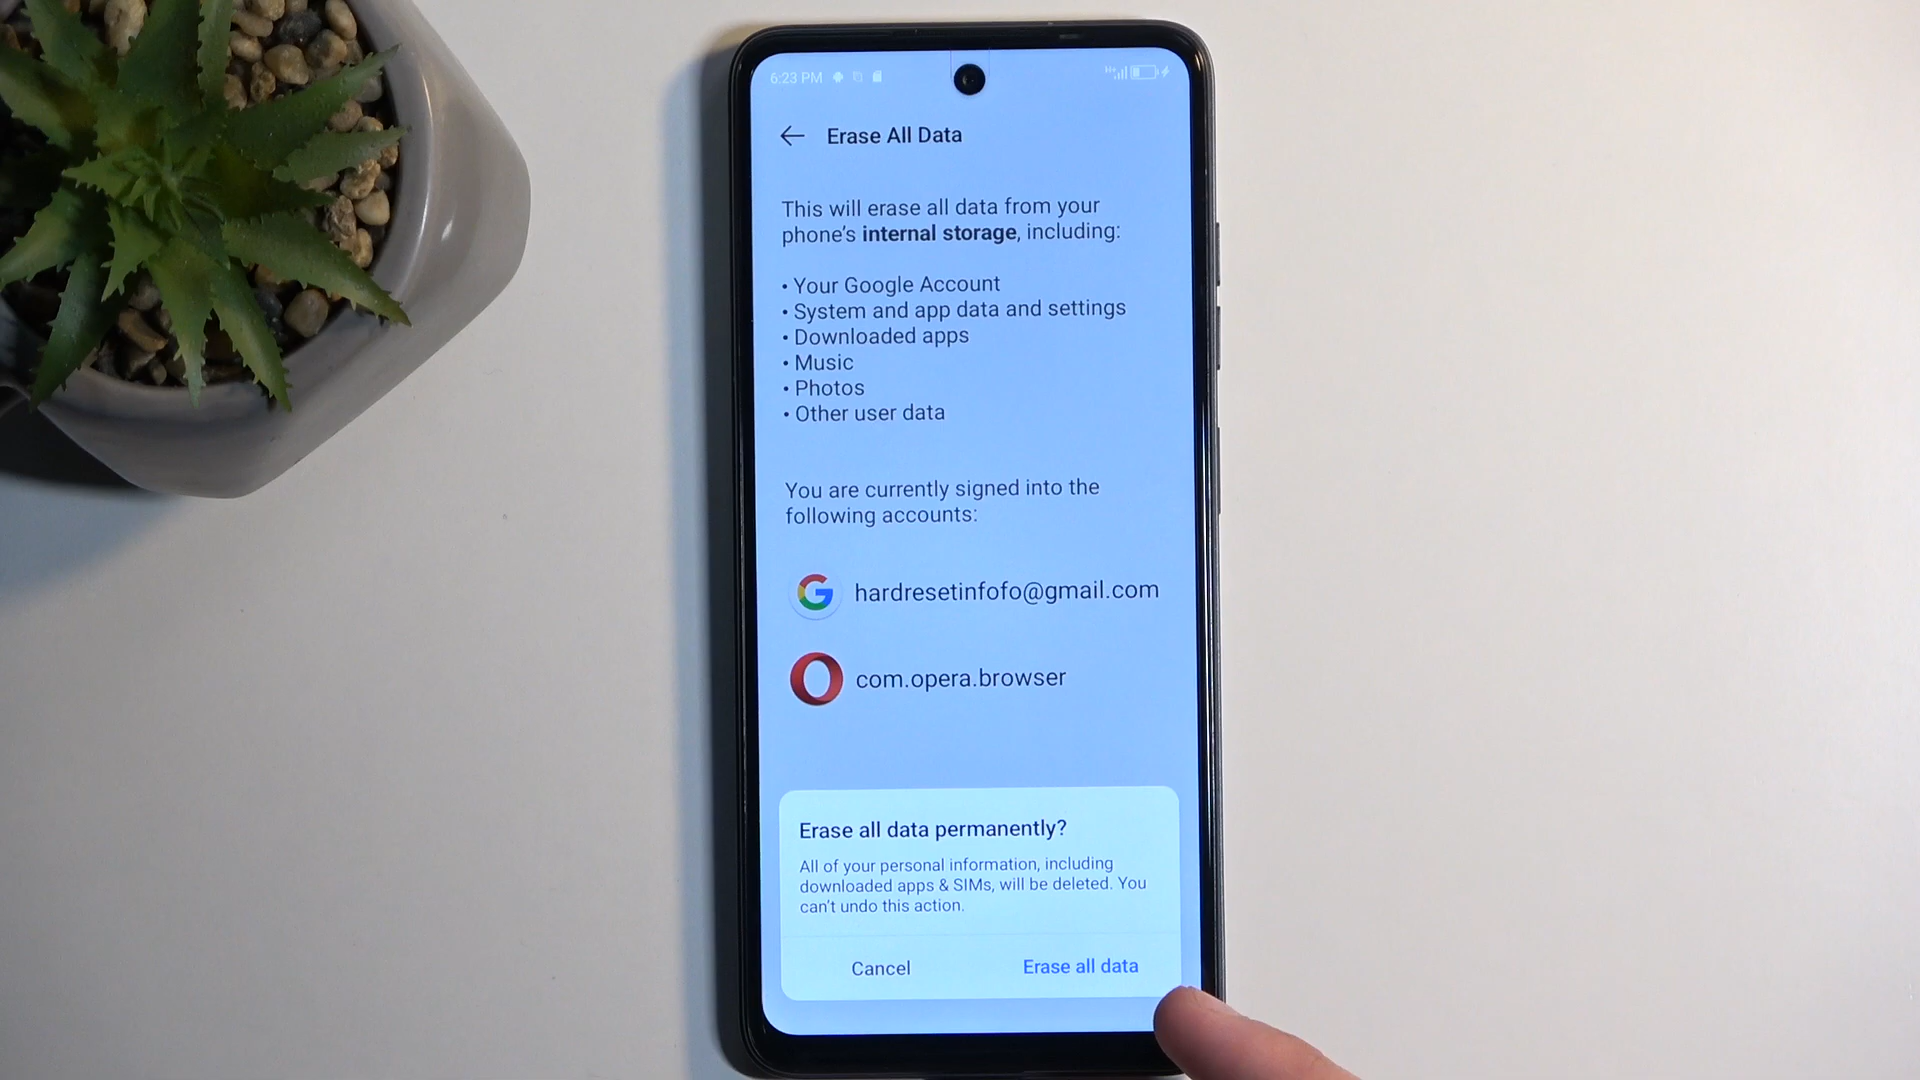 6:23 PM
Erase All Data
This will erase all data from your
phone's internal storage, including:
• Your Google Account
• System and app data and settings
• Downloaded apps
• Music
• Photos
• Other user data
You are currently signed into the
following accounts:
hardresetinfofo@gmail.com
com.opera.browser
Erase all data permanently?
All of your personal information, including
downloaded apps & SIMs, will be deleted. You
can't undo this action.
Cancel
Erase all data